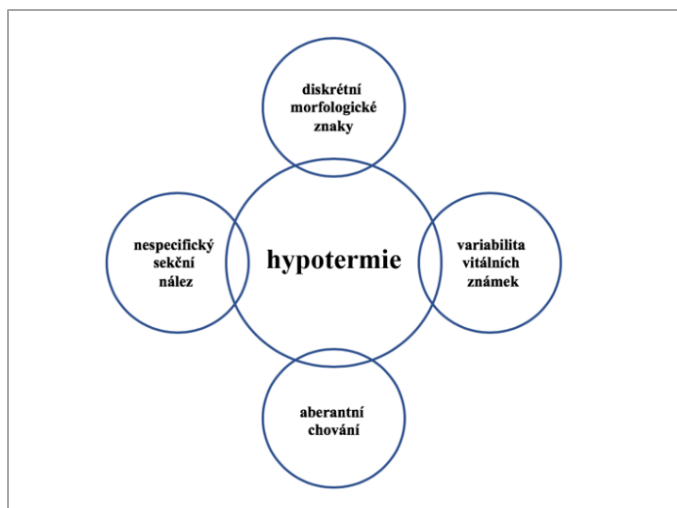 diskrétní
morfologické
znaky
nespecifický
sekční
nález
hypotermie
variabilita
vitálních
známek
aberantní
chování